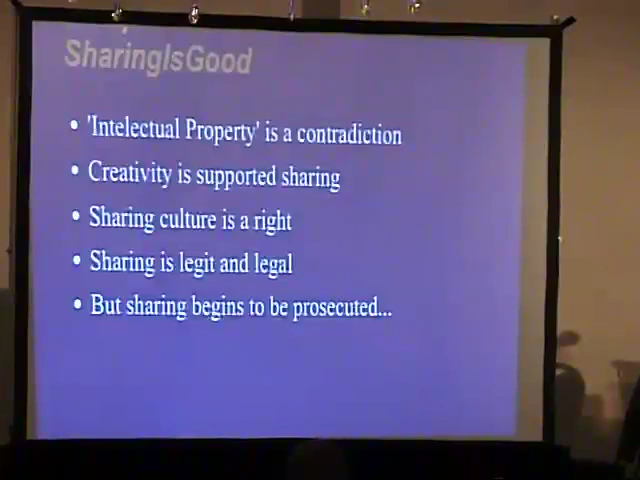 SharingIsGood
• 'Intelectual Property' is a contradiction
• Creativity is supported sharing
• Sharing culture is a right
• Sharing is legit and legal
• But sharing begins to be prosecuted...